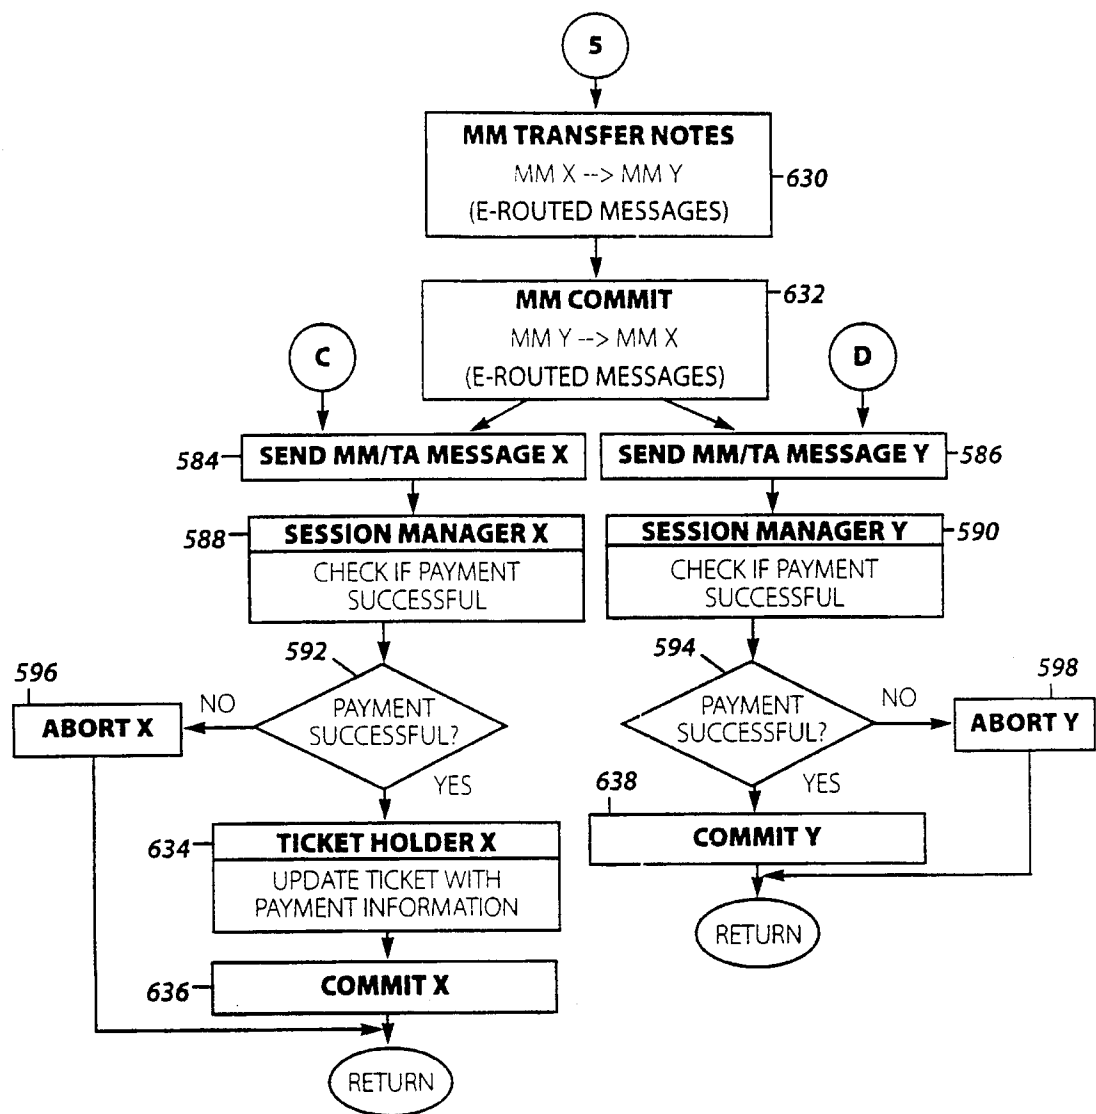 5
MM TRANSFER NOTES
MM X --> MM Y
(E-ROUTED MESSAGES)
630
MM COMMIT
MM Y --> MM X
(E-ROUTED MESSAGES)
632
C
D
584
SEND MM/TA MESSAGE X
SEND MM/TA MESSAGE Y
586
588
SESSION MANAGER X
CHECK IF PAYMENT
SUCCESSFUL
SESSION MANAGER Y
590
CHECK IF PAYMENT
SUCCESSFUL
592
594
596
598
NO
ABORT X
PAYMENT
SUCCESSFUL?
YES
PAYMENT
SUCCESSFUL?
NO
ABORT Y
YES
638
COMMIT Y
634
TICKET HOLDER X
UPDATE TICKET WITH
PAYMENT INFORMATION
RETURN
636
COMMIT X
RETURN